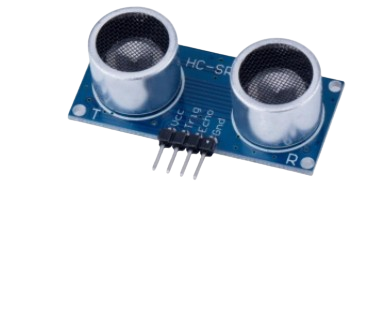 HC-SR
T
Vcc
Trig
Echo
Gnd
R